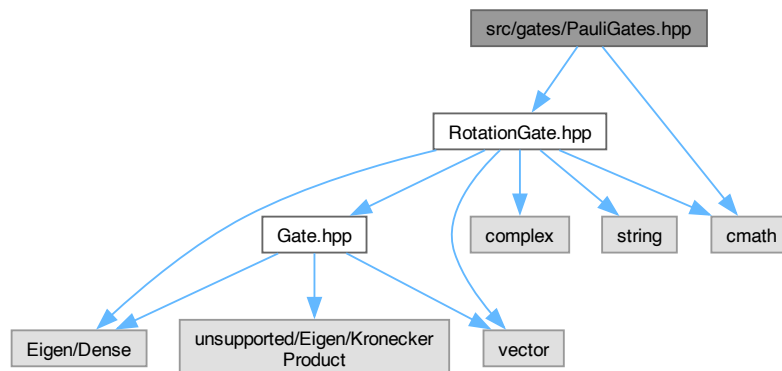 src/gates/PauliGates.hpp
RotationGate.hpp
Gate.hpp
complex
string
cmath
Eigen/Dense
unsupported/Eigen/Kronecker
Product
vector